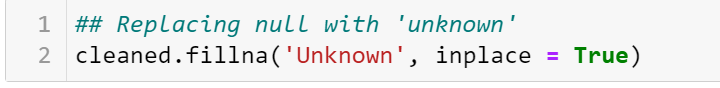 1 ## Replacing null with 'unknown'
2 cleaned.fillna('Unknown', inplace = True)